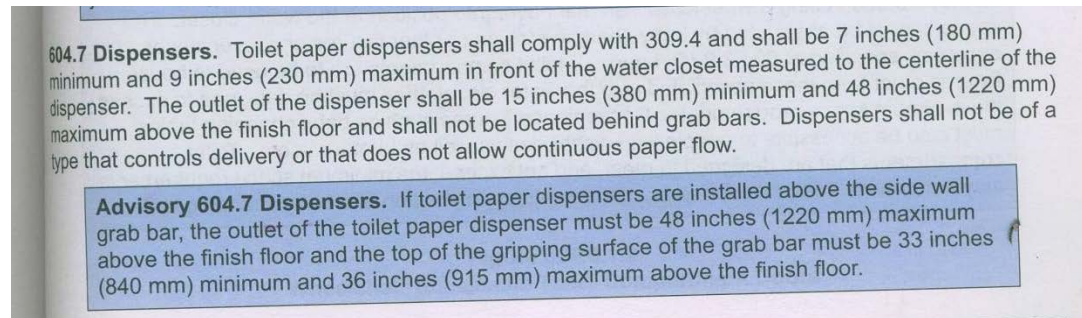 604.7 Dispensers. Toilet paper dispensers shall comply with 309.4 and shall be 7 inches (180 mm)
minimum and 9 inches (230 mm) maximum in front of the water closet measured to the centerline of the
dispenser. The outlet of the dispenser shall be 15 inches (380 mm) minimum and 48 inches (1220 mm)
maximum above the finish floor and shall not be located behind grab bars. Dispensers shall not be of a
type that controls delivery or that does not allow continuous paper flow.
Advisory 604.7 Dispensers. If toilet paper dispensers are installed above the side wall
grab bar, the outlet of the toilet paper dispenser must be 48 inches (1220 mm) maximum
above the finish floor and the top of the gripping surface of the grab bar must be 33 inches
(840 mm) minimum and 36 inches (915 mm) maximum above the finish floor.